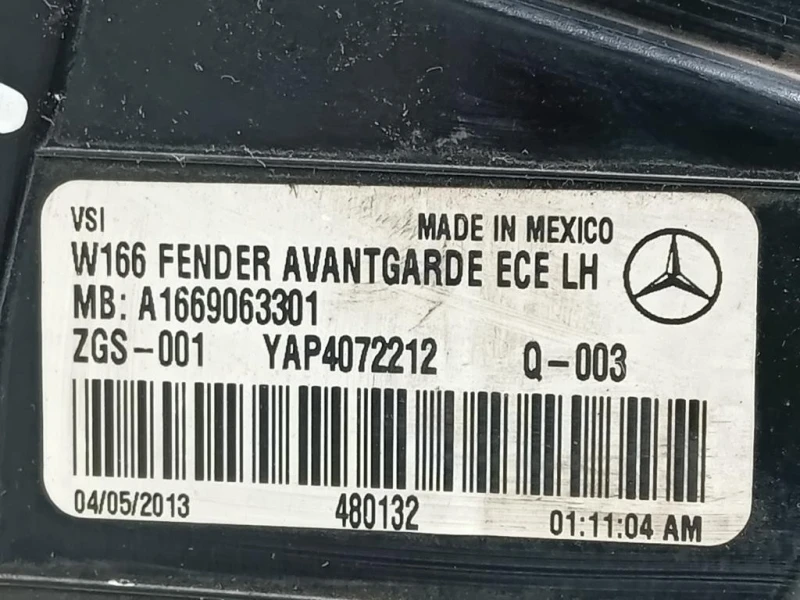 VSI MADE IN MEXICO
W166 FENDER AVANTGARDE ECE LH
MB: A1669063301
ZGS-001 YAP4072212 Q-003
04/05/2013 480132 01:11:04 AM